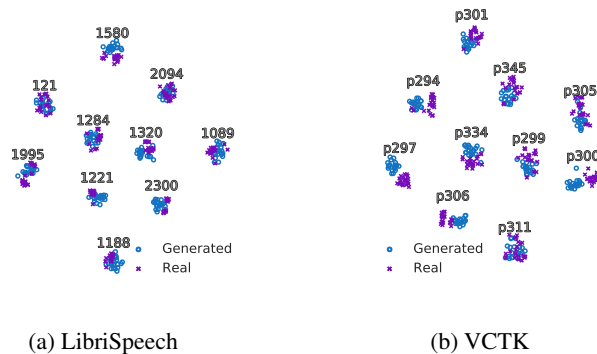 1580
2094
121
1284
1320
1089
1995
1221
2300
1188
Generated
Real
(a) LibriSpeech
p301
p345
p294
p305
p334
p299
p297
p300
p306
p311
Generated
Real
(b) VCTK